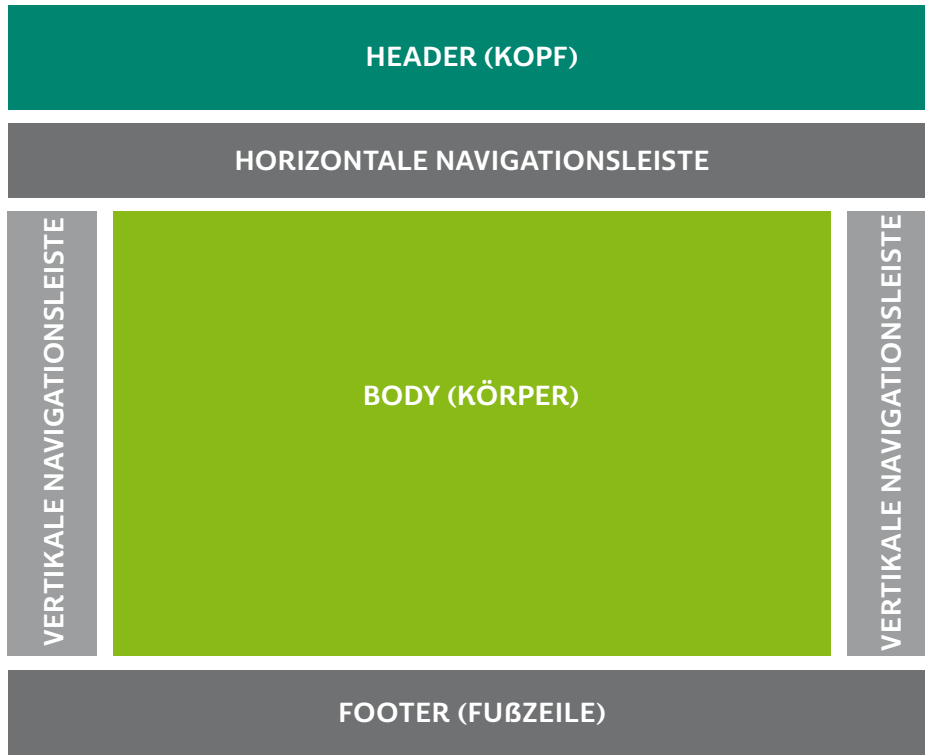 HEADER (KOPF)
HORIZONTALE NAVIGATIONSLEISTE
VERTIKALE NAVIGATIONSLEISTE
BODY (KÖRPER)
VERTIKALE NAVIGATIONSLEISTE
FOOTER (FUßZEILE)